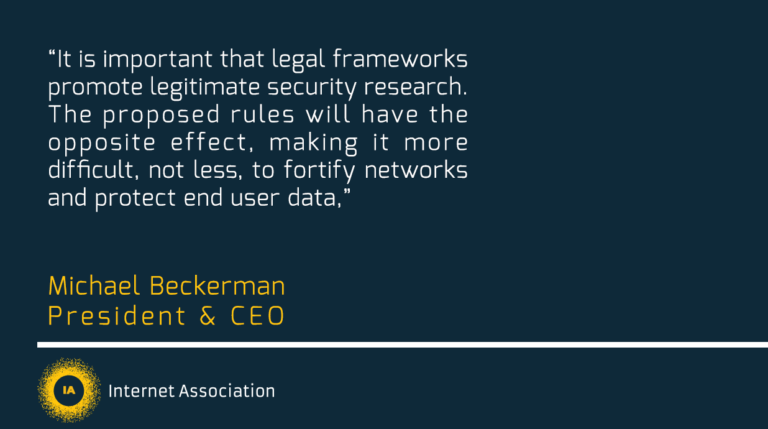 “It is important that legal frameworks
promote legitimate security research.
The proposed rules will have the
opposite effect, making it more
difficult, not less, to fortify networks
and protect end user data,”
Michael Beckerman
President & CEO
IA
Internet Association